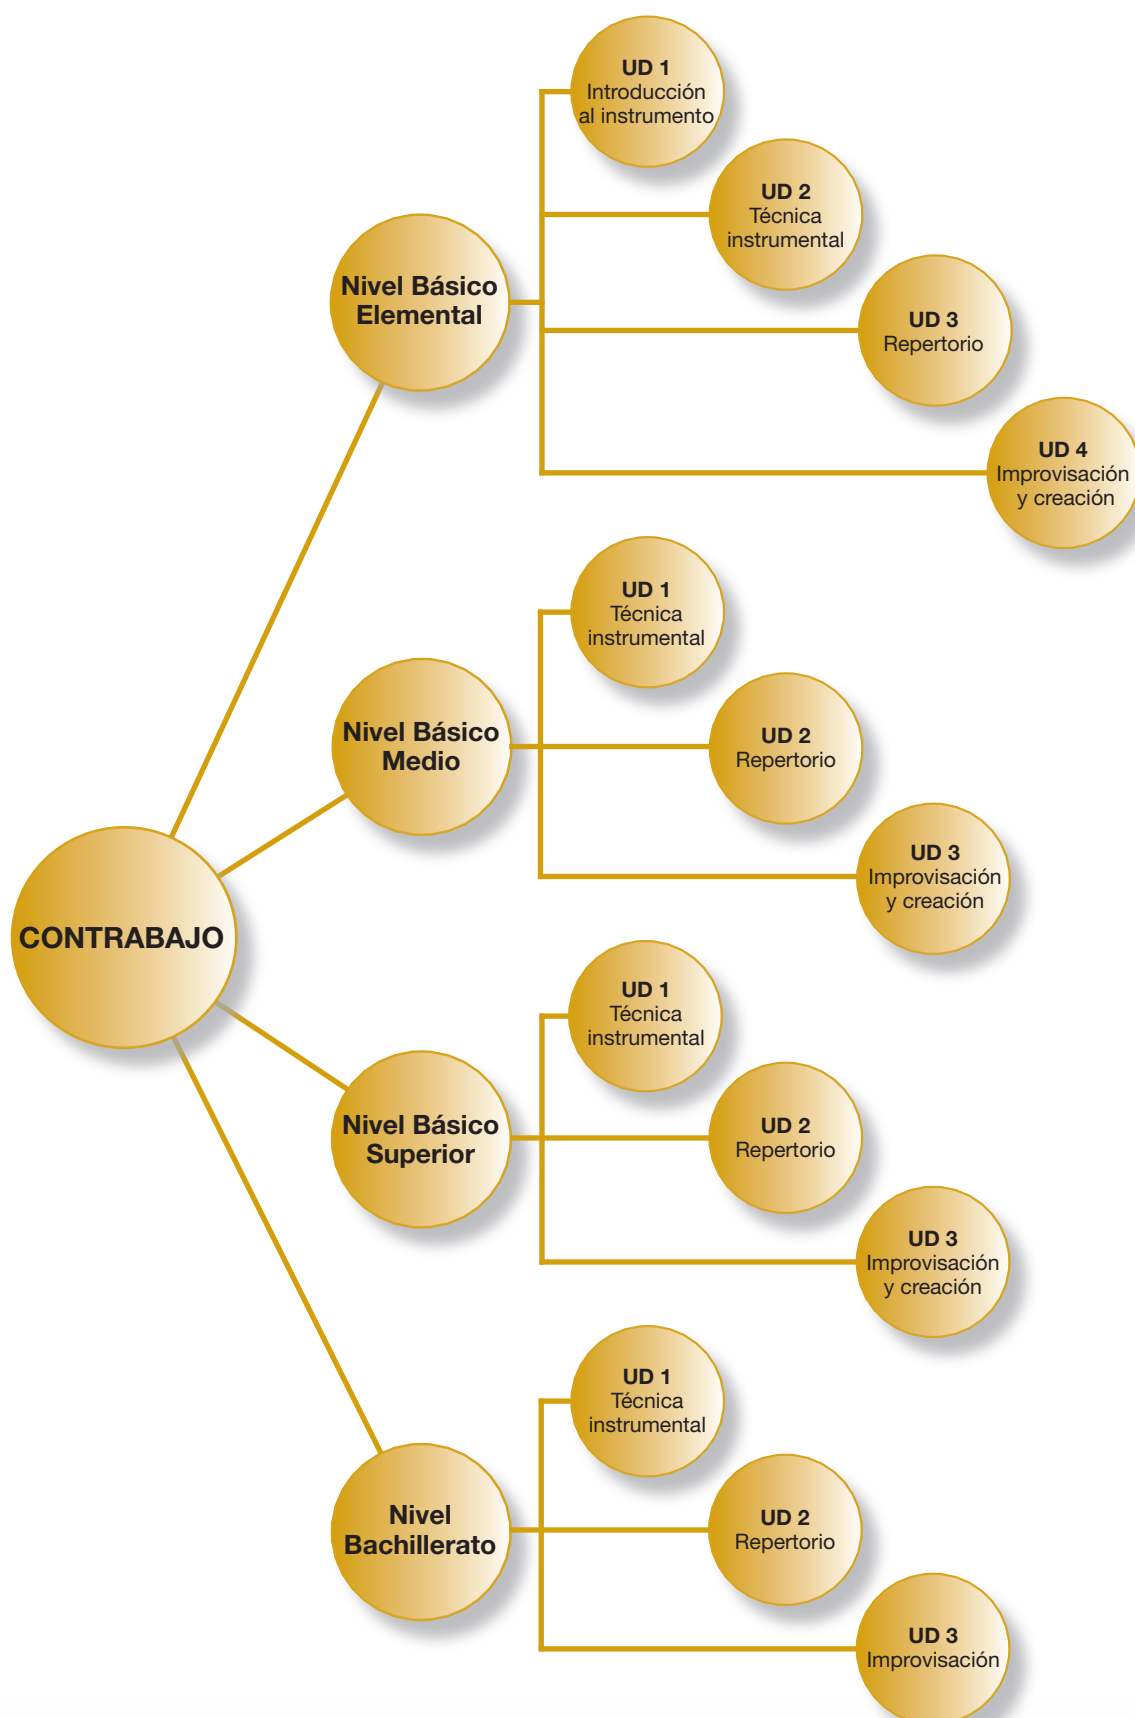 CONTRABAJO
Nivel Básico
Elemental
UD 1
Introducción
al instrumento
UD 2
Técnica
instrumental
UD 3
Repertorio
UD 4
Improvisación
y creación
Nivel Básico
Medio
UD 1
Técnica
instrumental
UD 2
Repertorio
UD 3
Improvisación
y creación
Nivel Básico
Superior
UD 1
Técnica
instrumental
UD 2
Repertorio
UD 3
Improvisación
y creación
Nivel
Bachillerato
UD 1
Técnica
instrumental
UD 2
Repertorio
UD 3
Improvisación